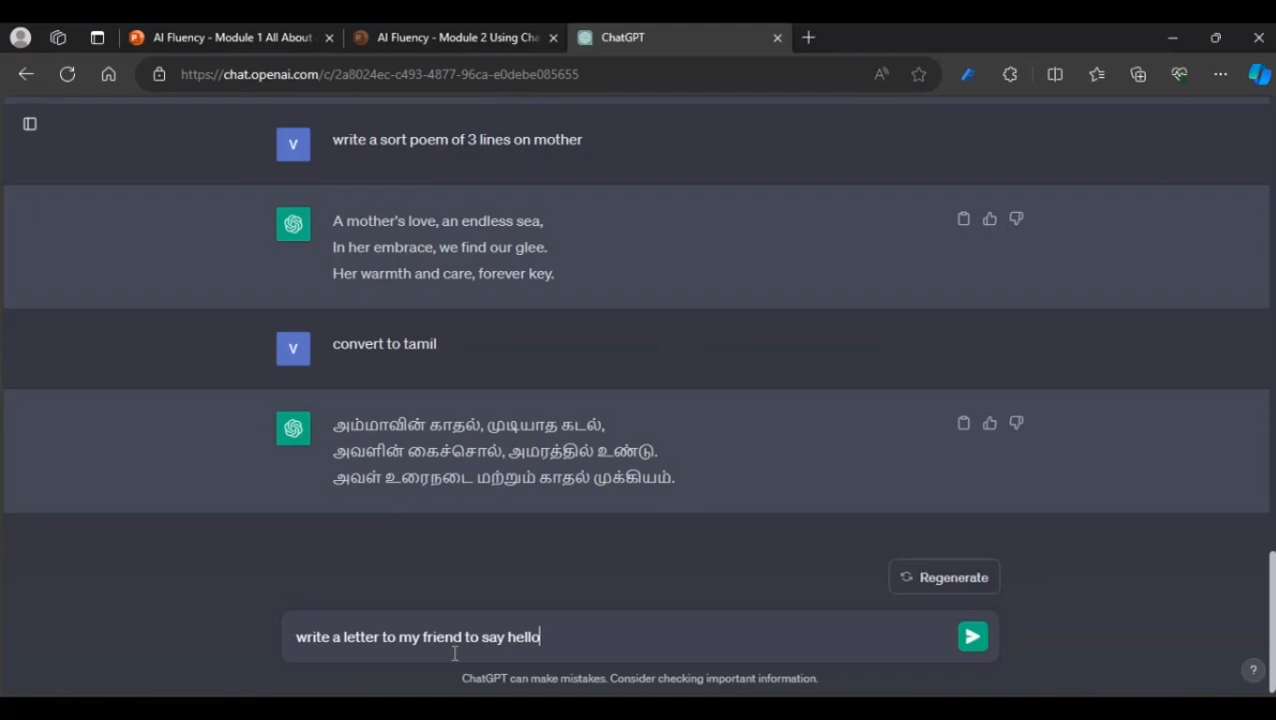 AI Fluency - Module 1 All About
AI Fluency - Module 2 Using Cha
ChatGPT
https://chat.openai.com/c/2a8024ec-c493-4877-96ca-e0debe085655
V
write a sort poem of 3 lines on mother
A mother's love, an endless sea,
In her embrace, we find our glee.
Her warmth and care, forever key.
V
convert to tamil
அம்மாவின் காதல், முடியாத கடல்,
அவளின் கைச்சொல், அமரத்தில் உண்டு.
அவள் உரைநடை மற்றும் காதல் முக்கியம்.
Regenerate
write a letter to my friend to say hello
ChatGPT can make mistakes. Consider checking important information.
?